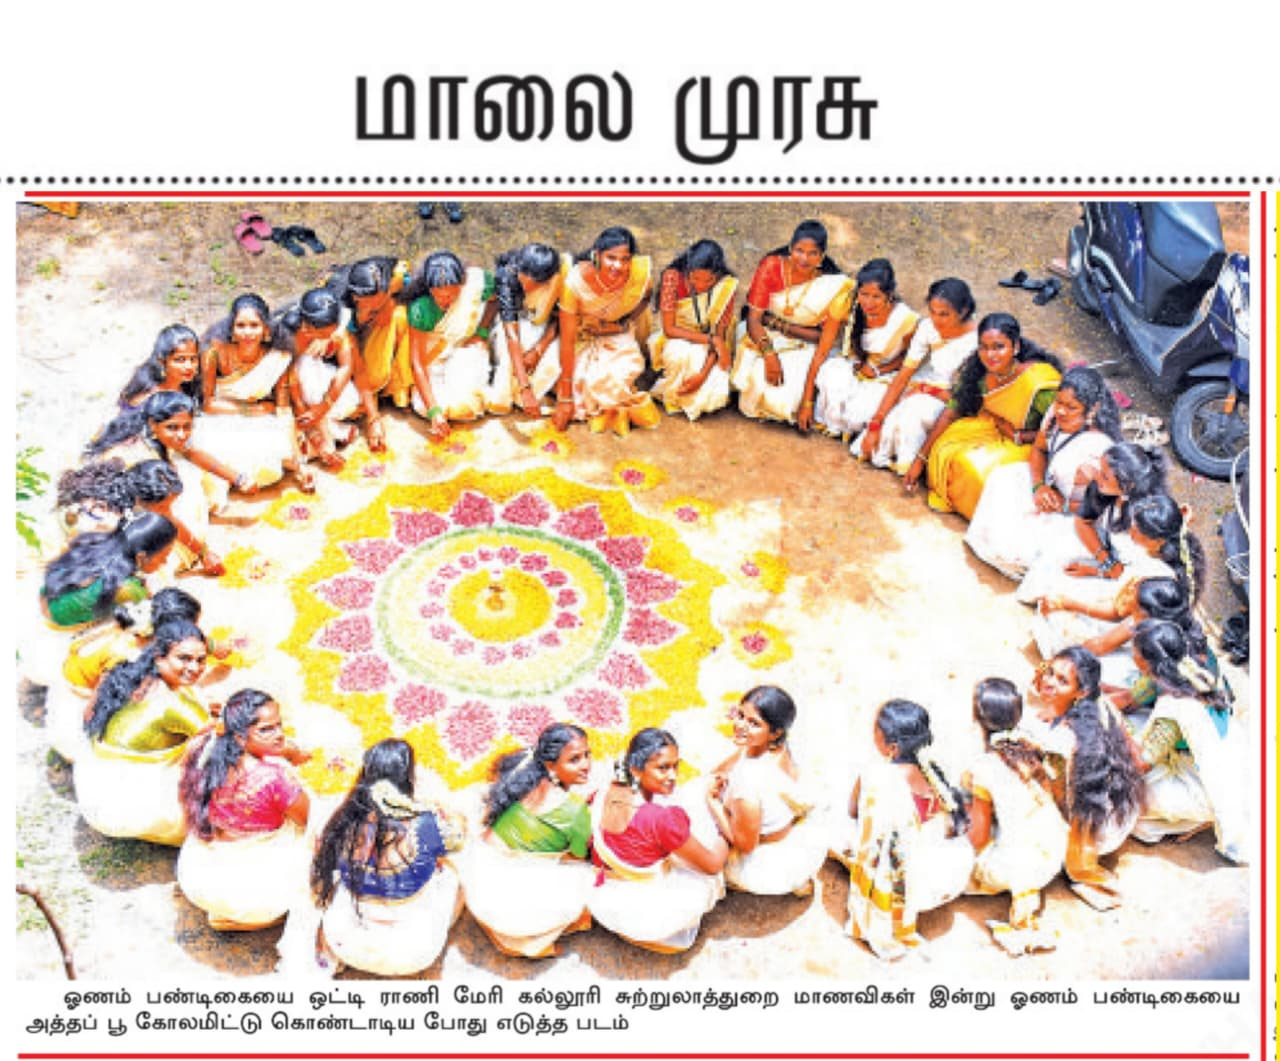 மாலை முரசு
ஓணம் பண்டிகையை ஒட்டி ராணி மேரி கல்லூரி சுற்றுலாத்துறை மாணவிகள் இன்று ஓணம் பண்டிகையை
அத்தப் பூ கோலமிட்டு கொண்டாடிய போது எடுத்த படம்